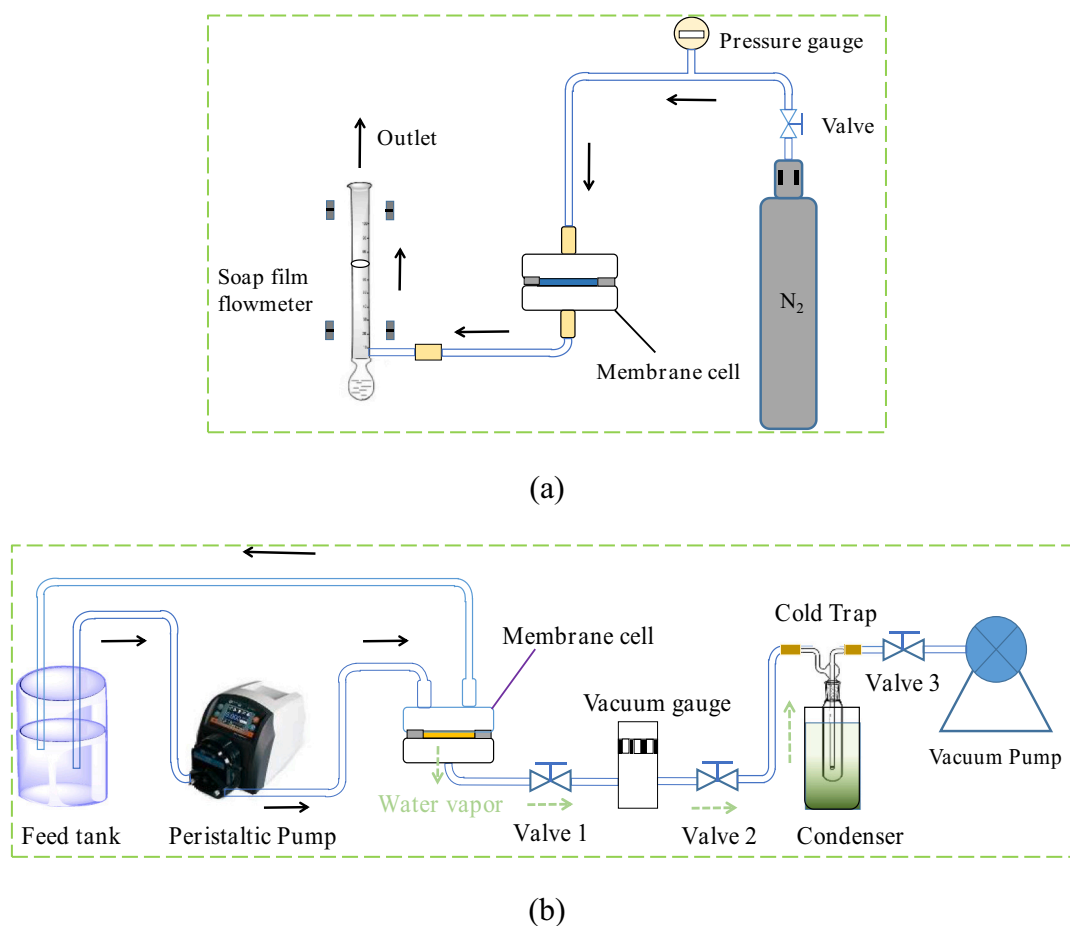 Pressure gauge
Valve
Outlet
Soap film
flowmeter
N2
Membrane cell
(a)
Membrane cell
Cold Trap
Vacuum gauge
Valve 3
Vacuum Pump
Water vapor
Feed tank
Peristaltic Pump
Valve 1
Valve 2
Condenser
(b)